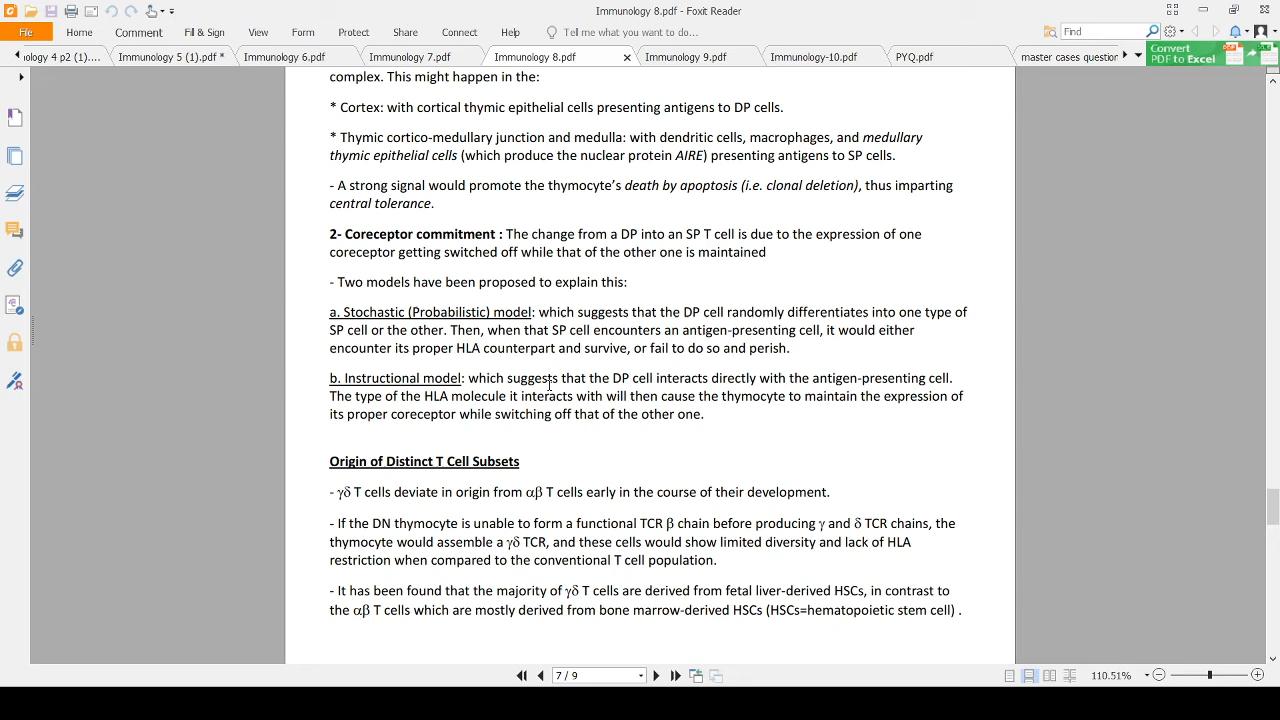 Immunology 8.pdf - Foxit Reader
File Home Comment View Form Protect Share Connect Help Tell me what you want to do... Find
Fill & Sign
iology 4 p2 (1).... Immunology 5 (1).pdf * Immunology 6.pdf Immunology 7.pdf Immunology 8.pdf Immunology 9.pdf Immunology-10.pdf PYQ.pdf master cases question
Convert
PDF to Excel
complex. This might happen in the:
* Cortex: with cortical thymic epithelial cells presenting antigens to DP cells.
* Thymic cortico-medullary junction and medulla: with dendritic cells, macrophages, and medullary
thymic epithelial cells (which produce the nuclear protein AIRE) presenting antigens to SP cells.
- A strong signal would promote the thymocyte's death by apoptosis (i.e. clonal deletion), thus imparting
central tolerance.
2- Coreceptor commitment : The change from a DP into an SP T cell is due to the expression of one
coreceptor getting switched off while that of the other one is maintained
- Two models have been proposed to explain this:
a. Stochastic (Probabilistic) model: which suggests that the DP cell randomly differentiates into one type of
SP cell or the other. Then, when that SP cell encounters an antigen-presenting cell, it would either
encounter its proper HLA counterpart and survive, or fail to do so and perish.
b. Instructional model: which suggests that the DP cell interacts directly with the antigen-presenting cell.
The type of the HLA molecule it interacts with will then cause the thymocyte to maintain the expression of
its proper coreceptor while switching off that of the other one.
Origin of Distinct T Cell Subsets
- γδ T cells deviate in origin from αβ T cells early in the course of their development.
- If the DN thymocyte is unable to form a functional TCR β chain before producing γ and δ TCR chains, the
thymocyte would assemble a γδ TCR, and these cells would show limited diversity and lack of HLA
restriction when compared to the conventional T cell population.
- It has been found that the majority of γδ T cells are derived from fetal liver-derived HSCs, in contrast to
the αβ T cells which are mostly derived from bone marrow-derived HSCs (HSCs=hematopoietic stem cell) .
7 / 9
110.51%